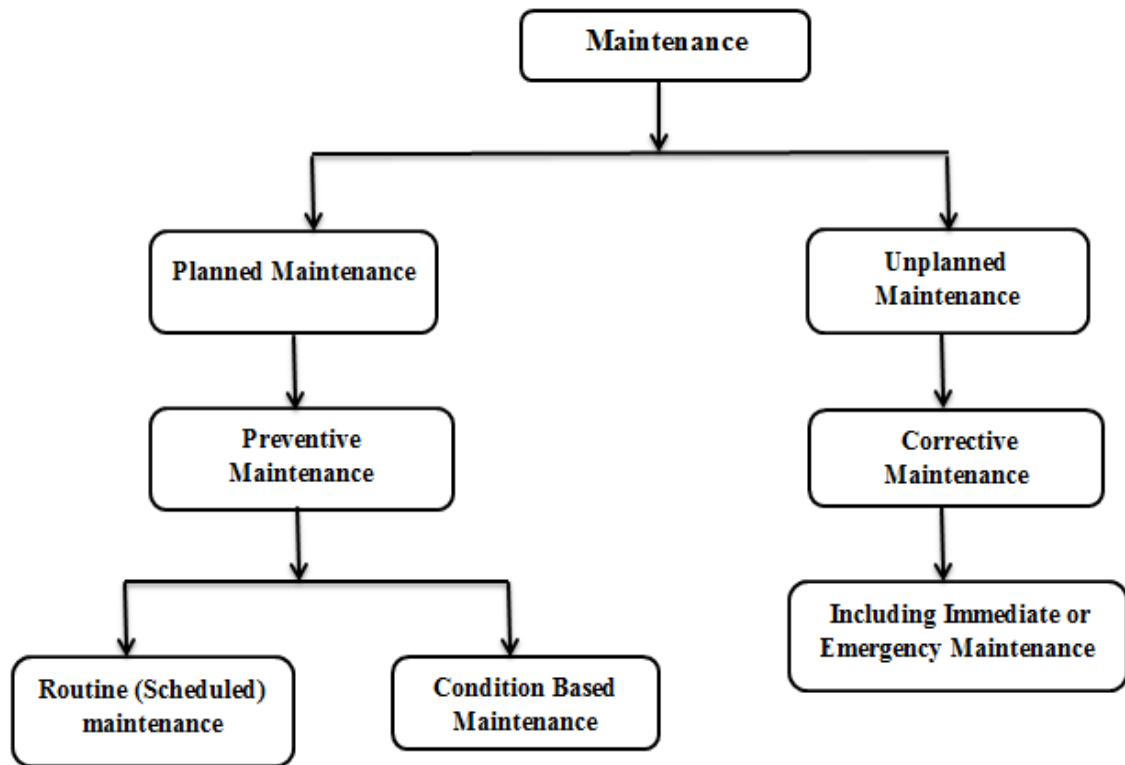 Maintenance
Planned Maintenance
Unplanned
Maintenance
Preventive
Maintenance
Corrective
Maintenance
Including Immediate or
Emergency Maintenance
Routine (Scheduled)
maintenance
Condition Based
Maintenance